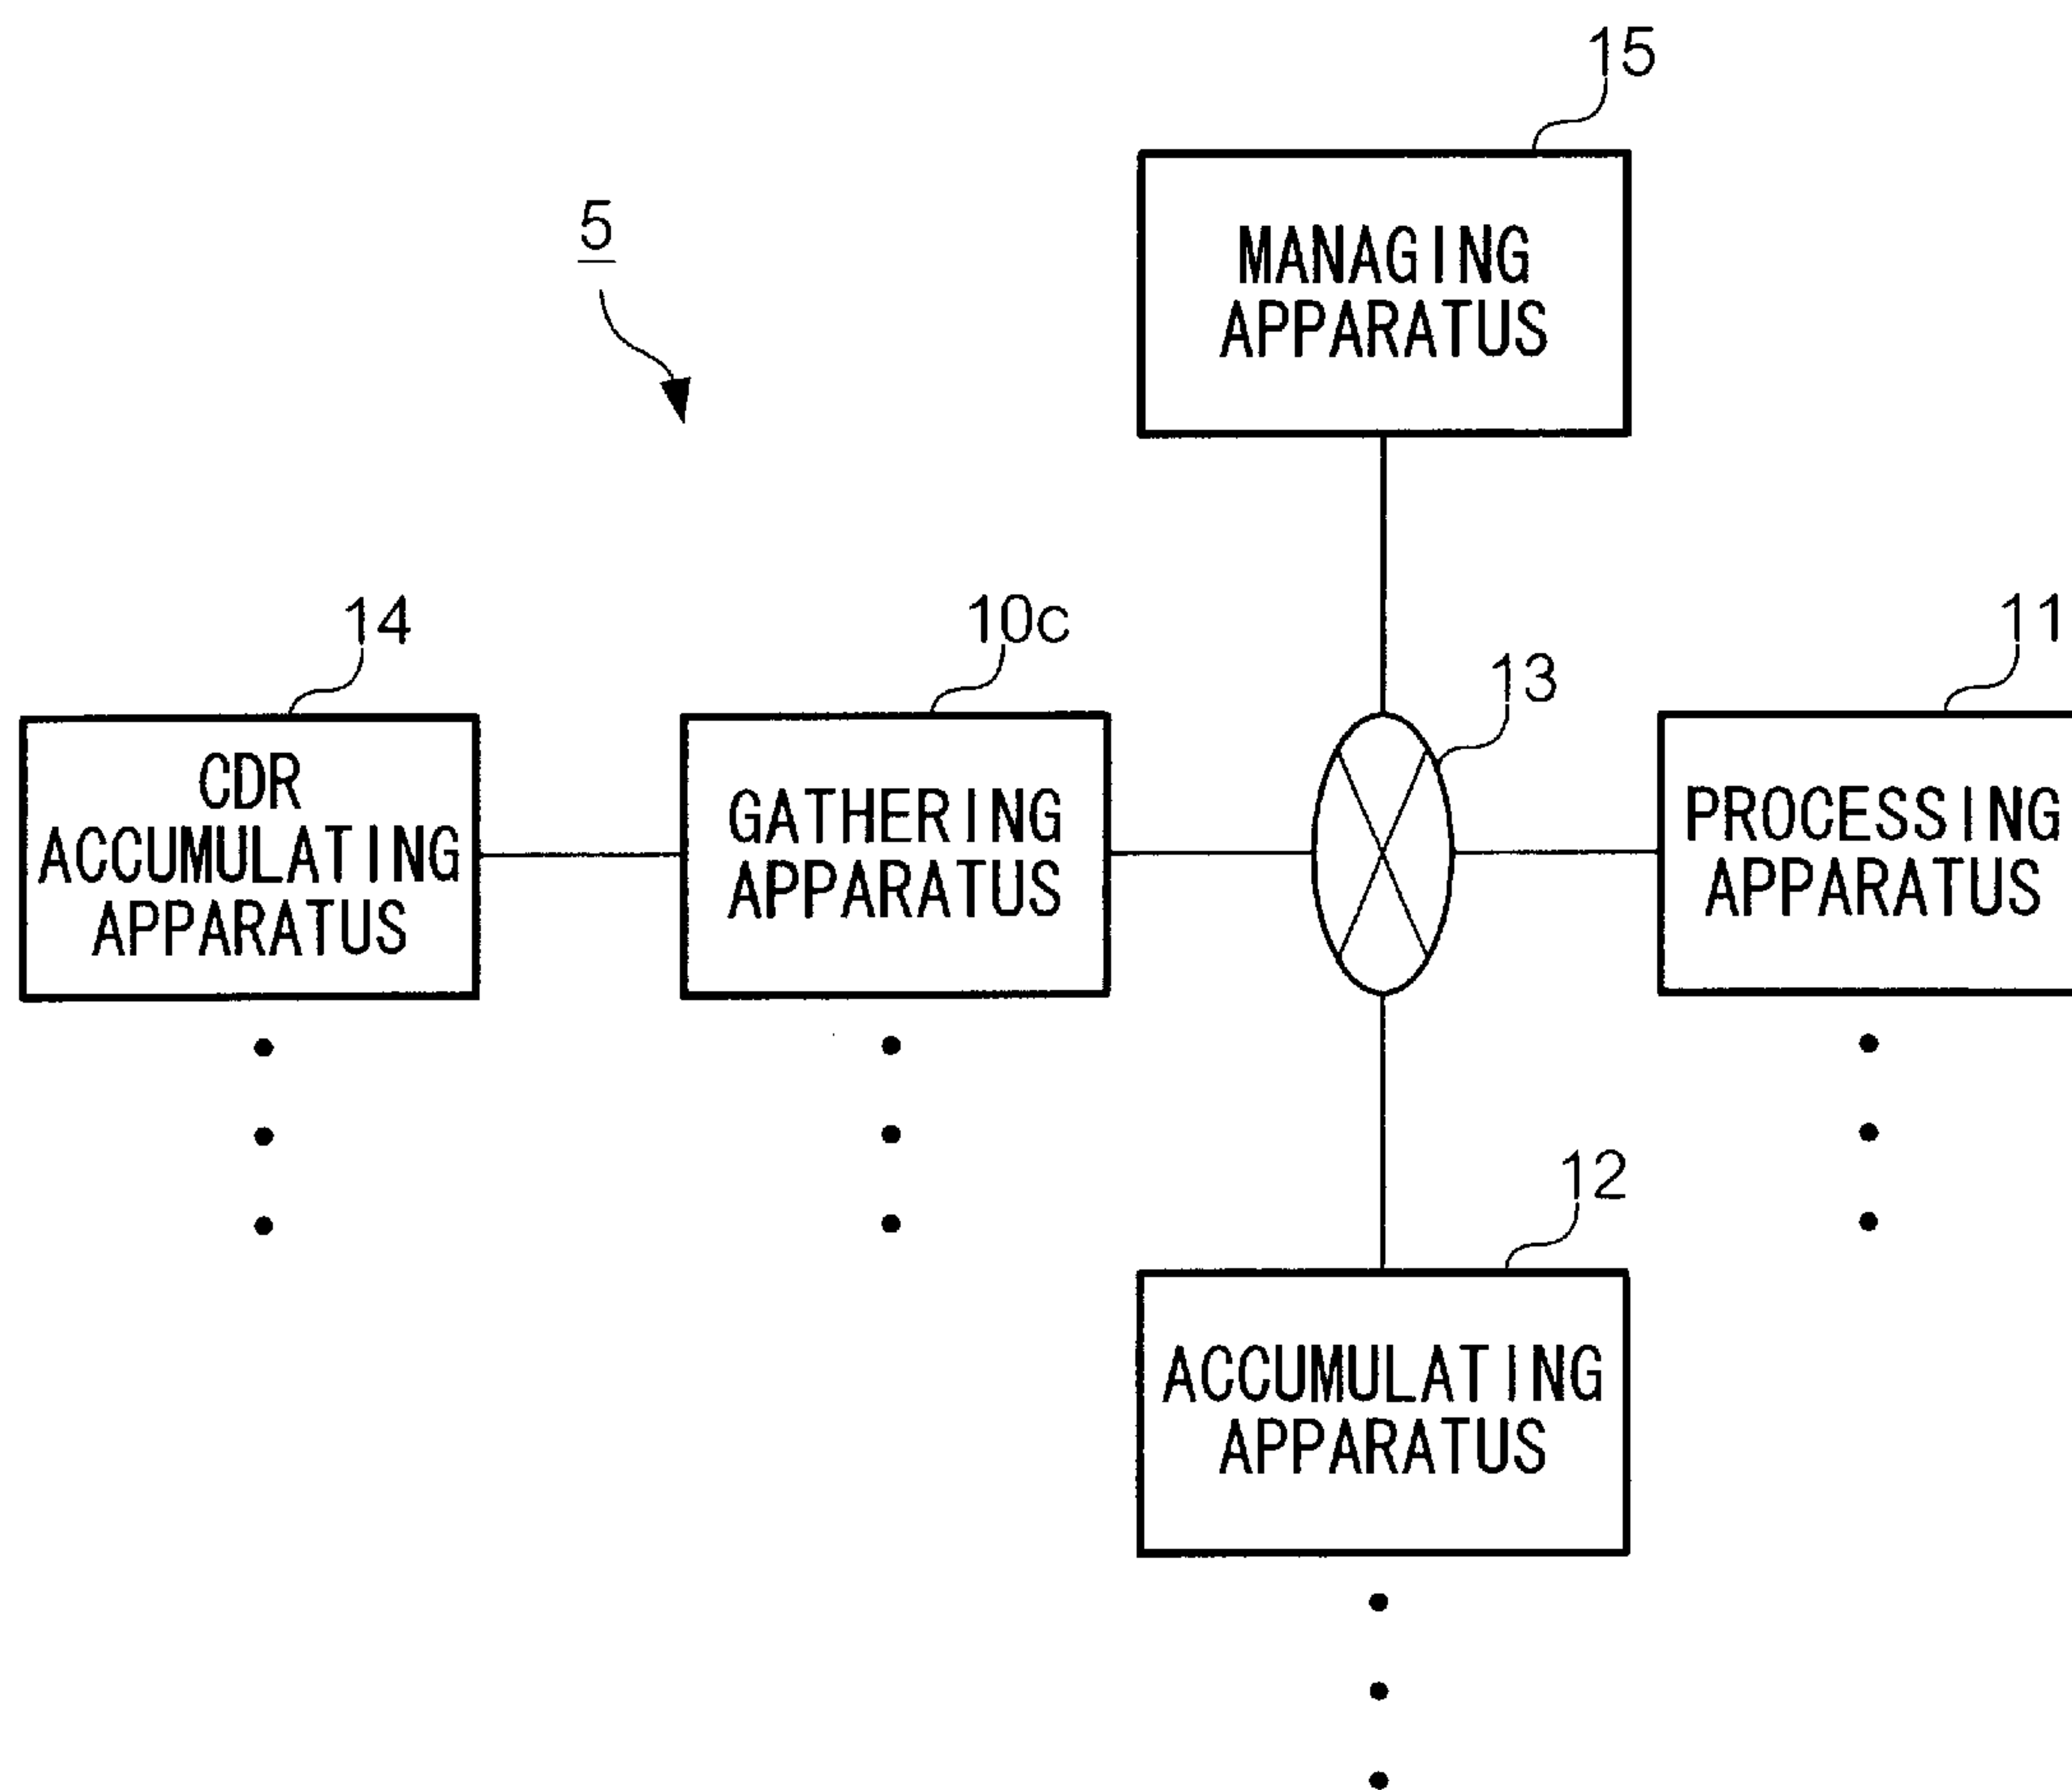 15
5
MANAGING
APPARATUS
14
10c
13
11
CDR
ACCUMULATING
APPARATUS
GATHERING
APPARATUS
PROCESSING
APPARATUS
12
ACCUMULATING
APPARATUS